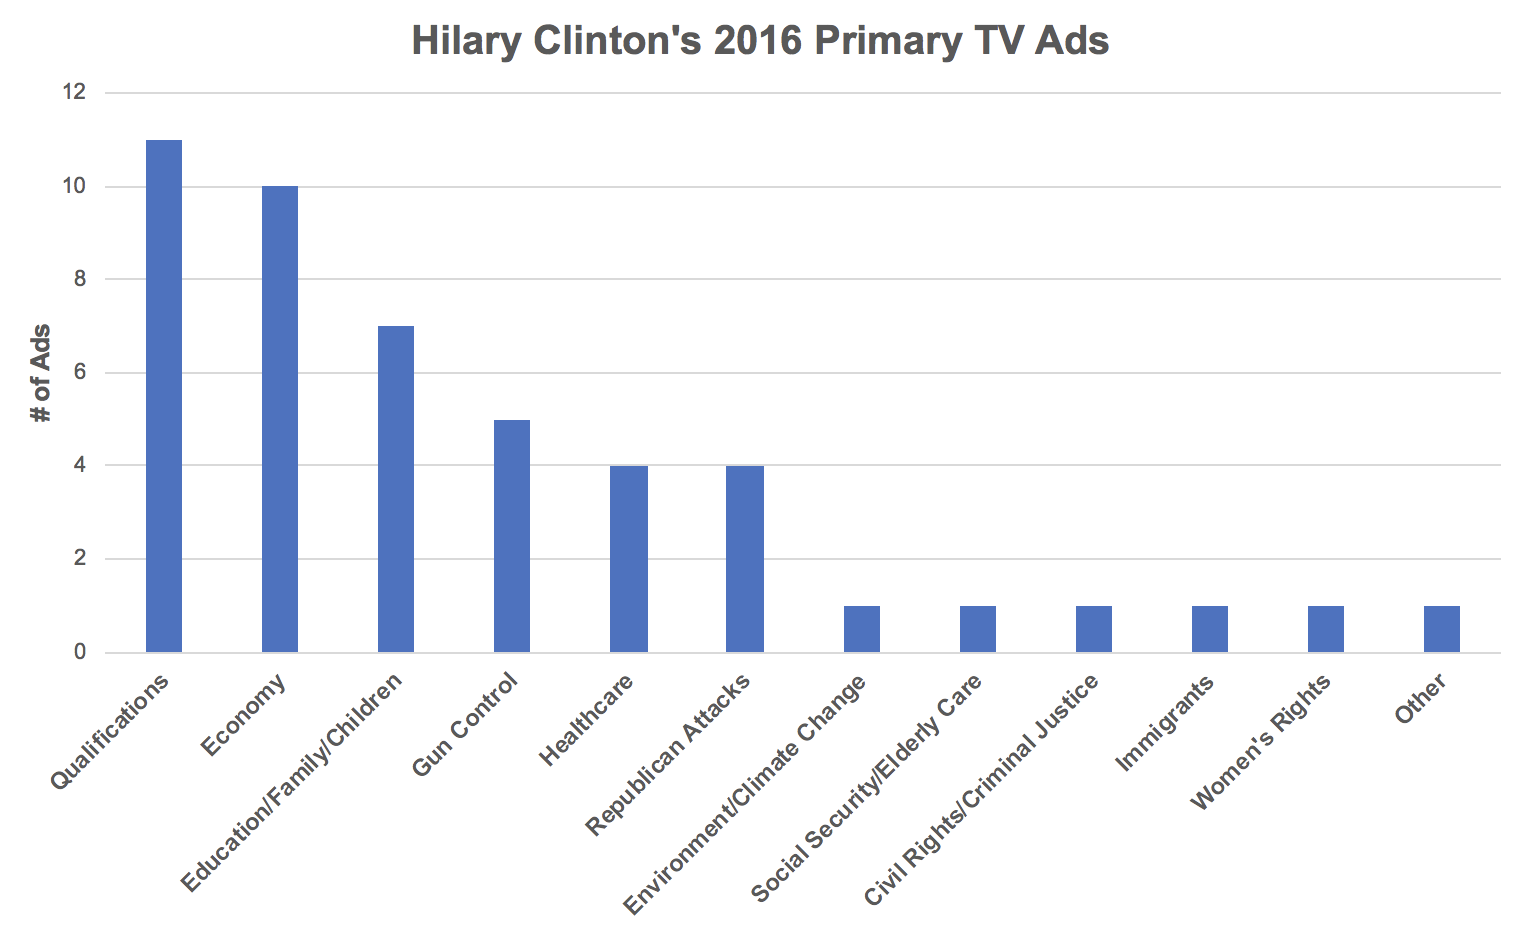 Hilary Clinton's 2016 Primary TV Ads
# of Ads
12
10
8
6
4
2
0
Qualifications
Economy
Education/Family/Children
Gun Control
Healthcare
Republican Attacks
Environment/Climate Change
Social Security/Elderly Care
Civil Rights/Criminal Justice
Immigrants
Women's Rights
Other